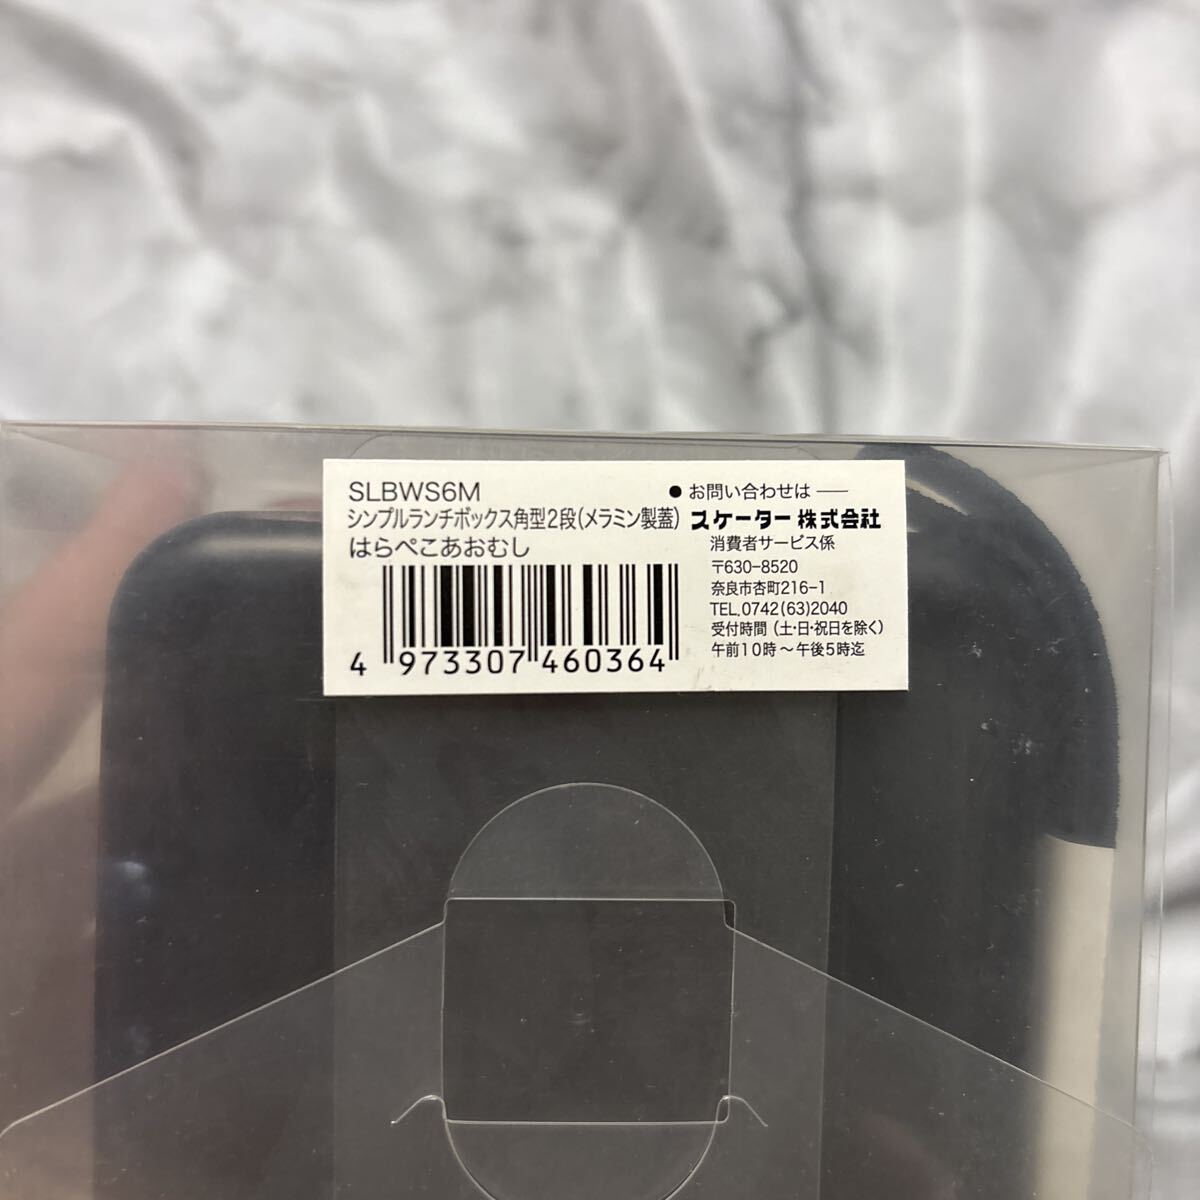 SLBWS6M
シンプルランチボックス角型2段(メラミン製蓋)
はらぺこあおむし
4 973307 460364
● お問い合わせは ——
スケーター株式会社
消費者サービス係
〒630-8520
奈良市杏町216-1
TEL.0742(63)2040
受付時間(土・日・祝日を除く)
午前10時〜午後5時迄